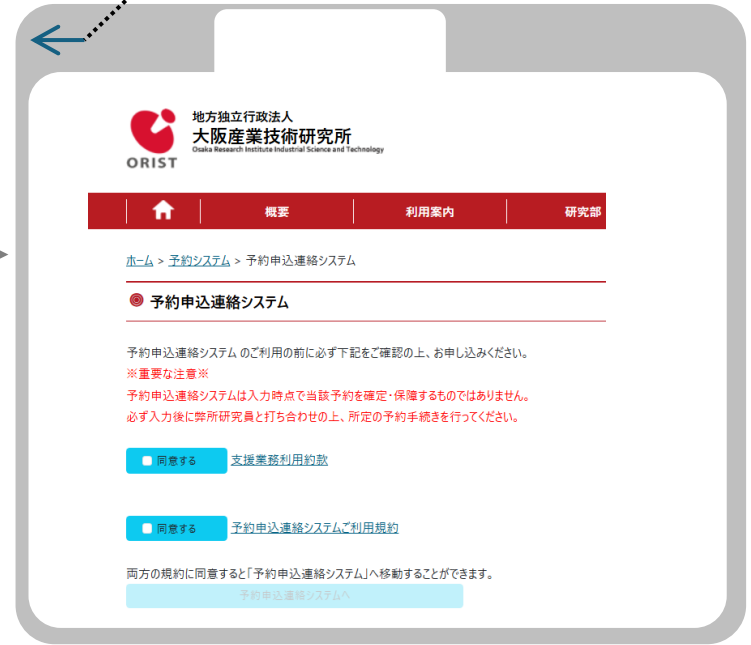 地方独立行政法人
大阪産業技術研究所
Osaka Research Institute Industrial Science and Technology
ORIST
概要 利用案内 研究部
ホーム > 予約システム > 予約申込連絡システム
予約申込連絡システム
予約申込連絡システム のご利用の前に必ず下記をご確認の上、お申し込みください。
※重要な注意※
予約申込連絡システムは入力時点で当該予約を確定・保障するものではありません。
必ず入力後に弊所研究員と打ち合わせの上、所定の予約手続きを行ってください。
同意する 支援業務利用約款
同意する 予約申込連絡システムご利用規約
両方の規約に同意すると「予約申込連絡システム」へ移動することができます。
予約申込連絡システムへ